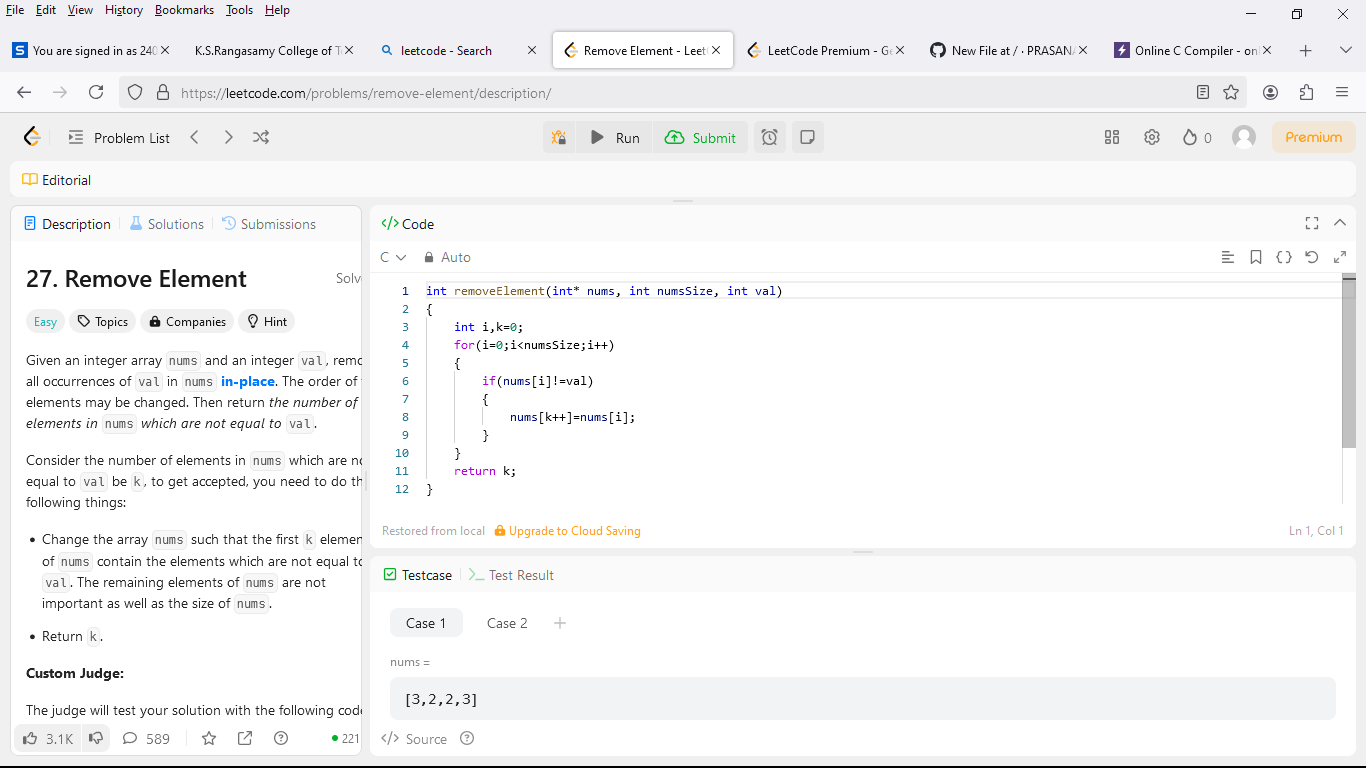 File Edit View History Bookmarks Tools Help
You are signed in as 240
K.S.Rangasamy College of T
leetcode - Search
Remove Element - Leet
LeetCode Premium - Ge
New File at / · PRASANA
Online C Compiler - onl
https://leetcode.com/problems/remove-element/description/
Problem List
Run
Submit
0
Premium
Editorial
Description
Solutions
Submissions
27. Remove Element
Solv
Easy
Topics
Companies
Hint
Given an integer array nums and an integer val, remo
all occurrences of val in nums in-place. The order of
elements may be changed. Then return the number of
elements in nums which are not equal to val.
Consider the number of elements in nums which are no
equal to val be k, to get accepted, you need to do th
following things:
• Change the array nums such that the first k elemen
of nums contain the elements which are not equal to
val. The remaining elements of nums are not
important as well as the size of nums.
• Return k.
Custom Judge:
The judge will test your solution with the following code
3.1K
589
221
</> Code
C
Auto
1 int removeElement(int* nums, int numsSize, int val)
2 {
3 int i,k=0;
4 for(i=0;i<numsSize;i++)
5 {
6 if(nums[i]!=val)
7 {
8 nums[k++]=nums[i];
9 }
10 }
11 return k;
12 }
Restored from local
Upgrade to Cloud Saving
Ln 1, Col 1
Testcase
Test Result
Case 1
Case 2
nums =
[3,2,2,3]
</> Source